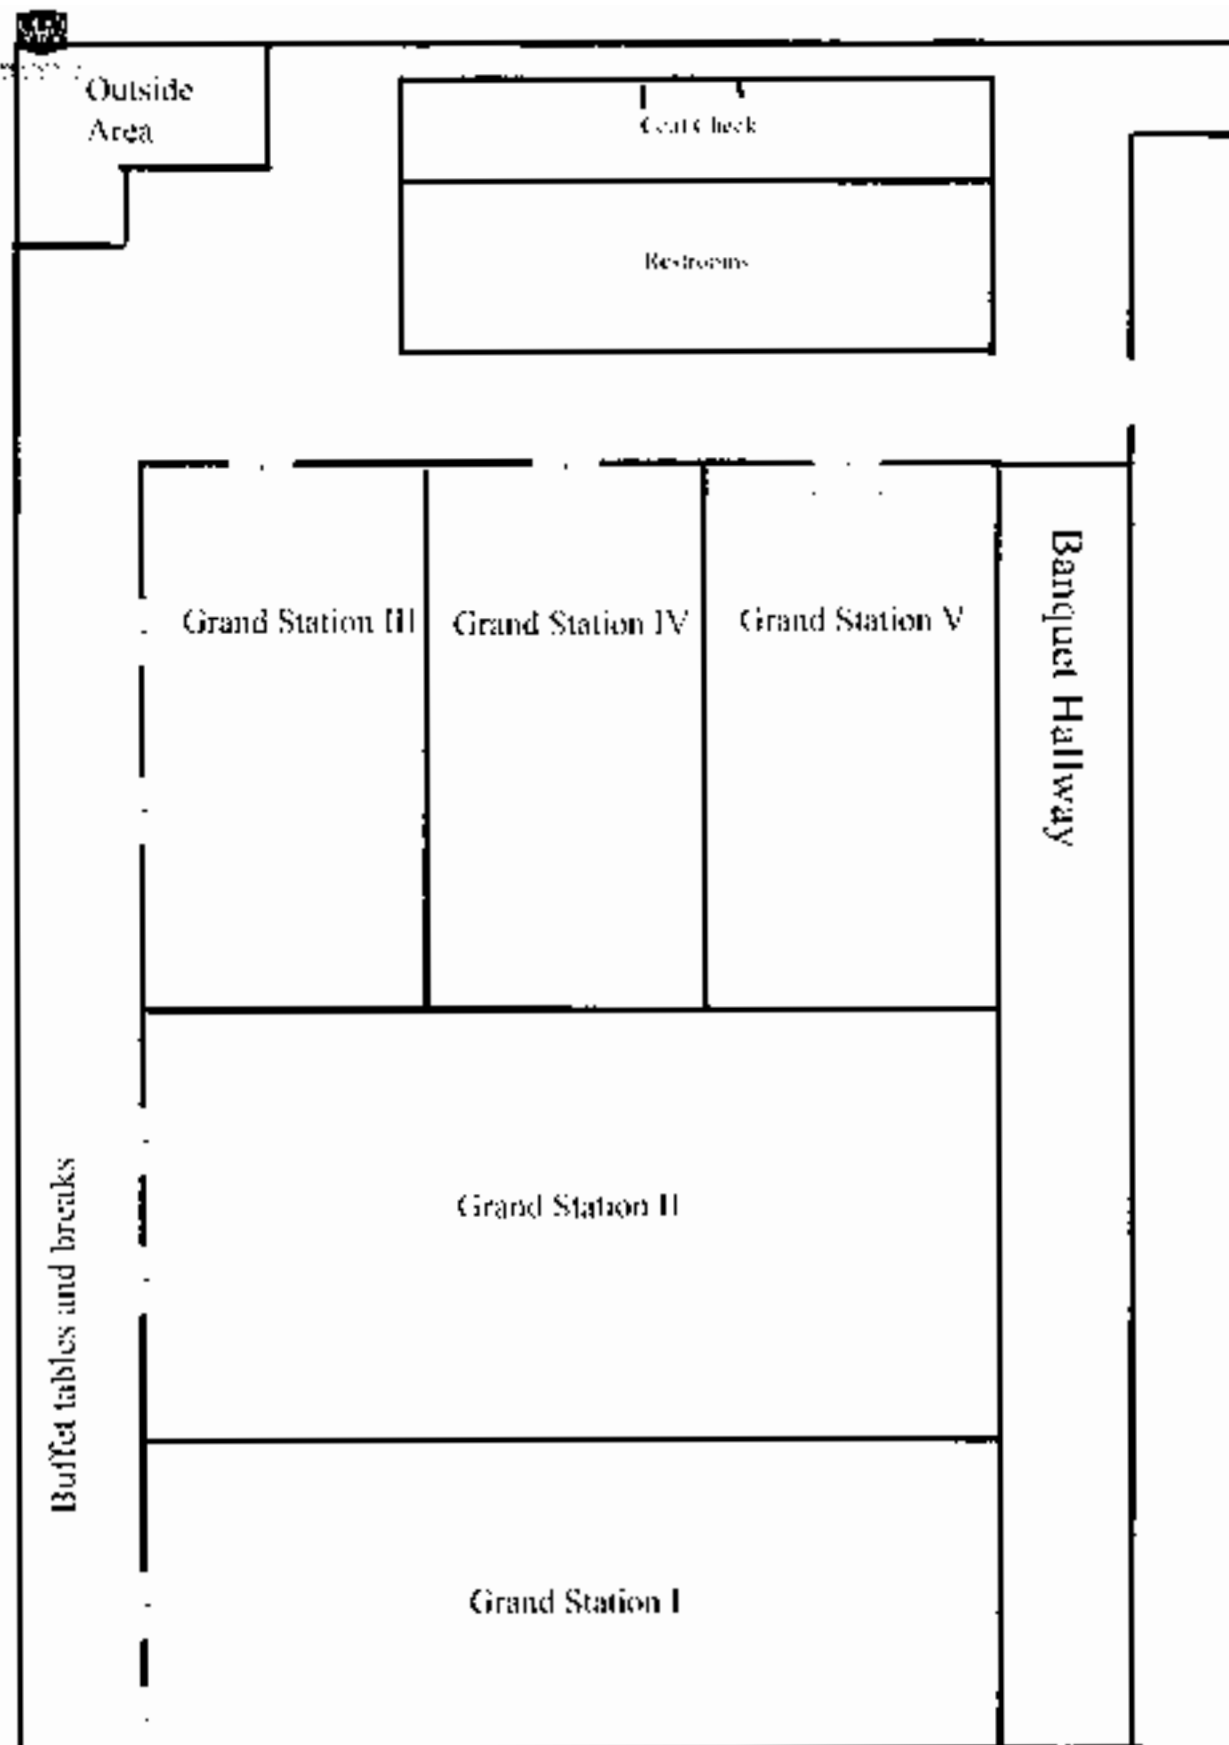 Outside
Area
Coat Check
Restrooms
Grand Station III
Grand Station IV
Grand Station V
Banquet Hallway
Grand Station II
Buffet tables and breaks
Grand Station I